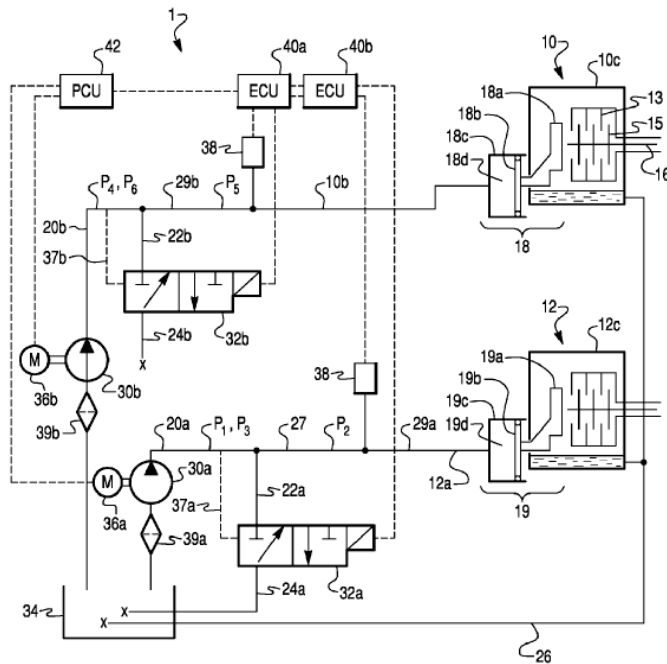 1
42
40a
40b
10
10c
PCU
ECU
ECU
18a
13
18b
15
18c
38
18d
16
P4, P6
29b
P5
10b
20b
18
22b
37b
12
12c
24b
32b
19a
M
x
38
19b
36b
30b
19c
39b
20a
P1, P3
27
P2
29a
19d
30a
M
22a
12a
37a
19
36a
39a
24a
32a
34
x
x
26